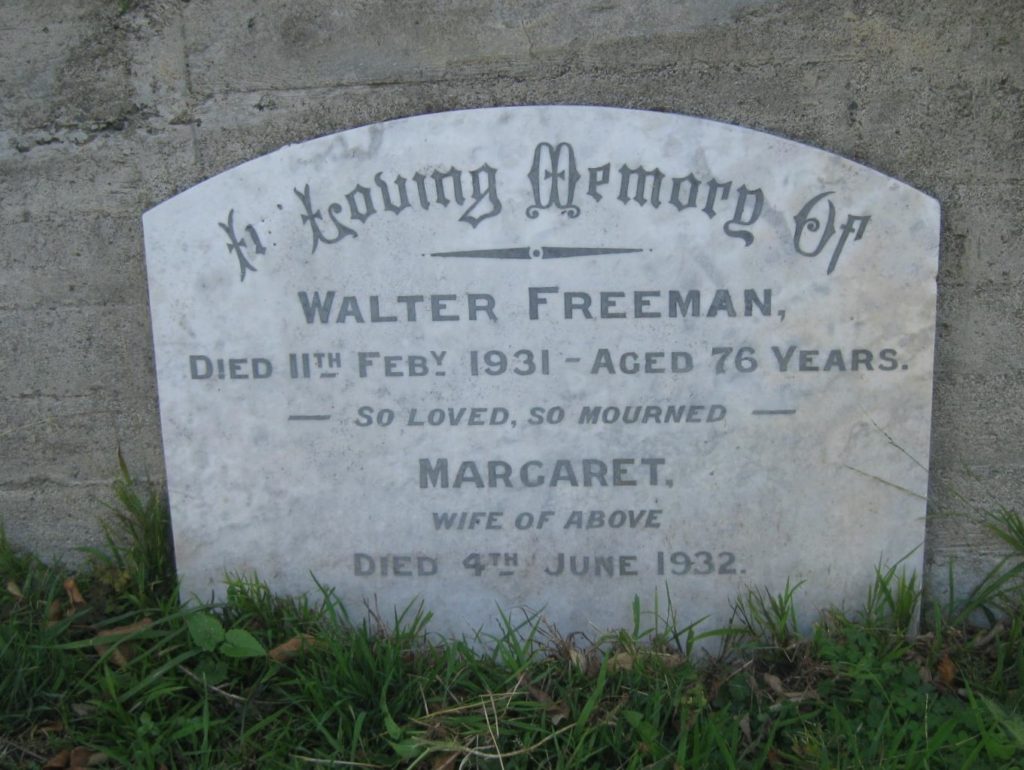 In Loving Memory Of
WALTER FREEMAN,
DIED 11TH FEBY. 1931 - AGED 76 YEARS.
— SO LOVED, SO MOURNED —
MARGARET,
WIFE OF ABOVE
DIED 4TH JUNE 1932.